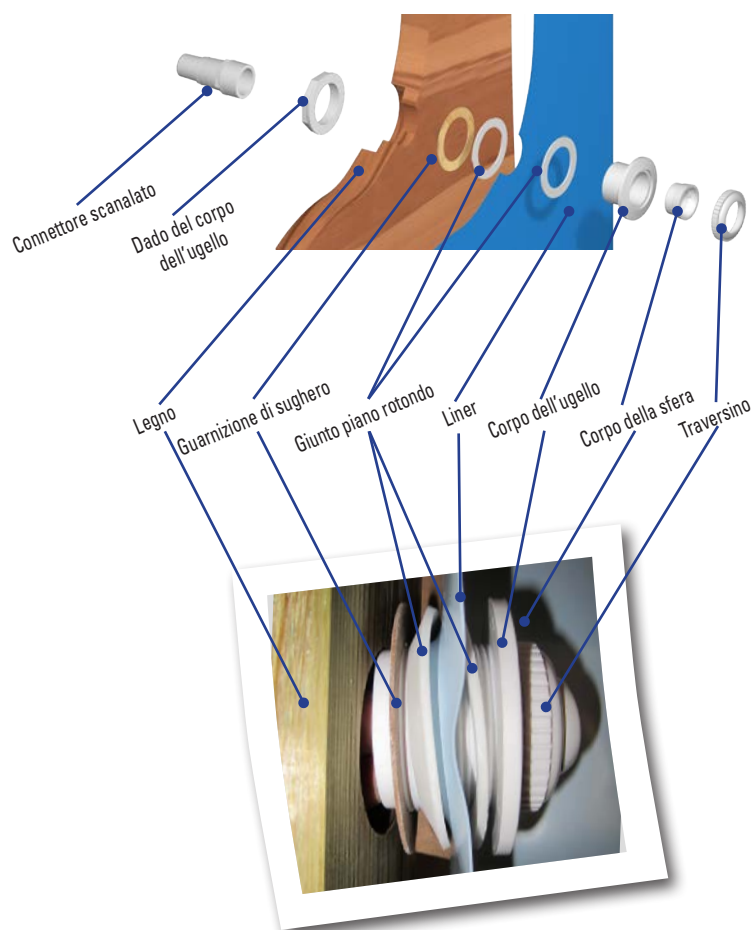 Connettore scanalato
Dado del corpo
dell'ugello
Legno
Guarnizione di sughero
Giunto piano rotondo
Liner
Corpo dell'ugello
Corpo della sfera
Traversino